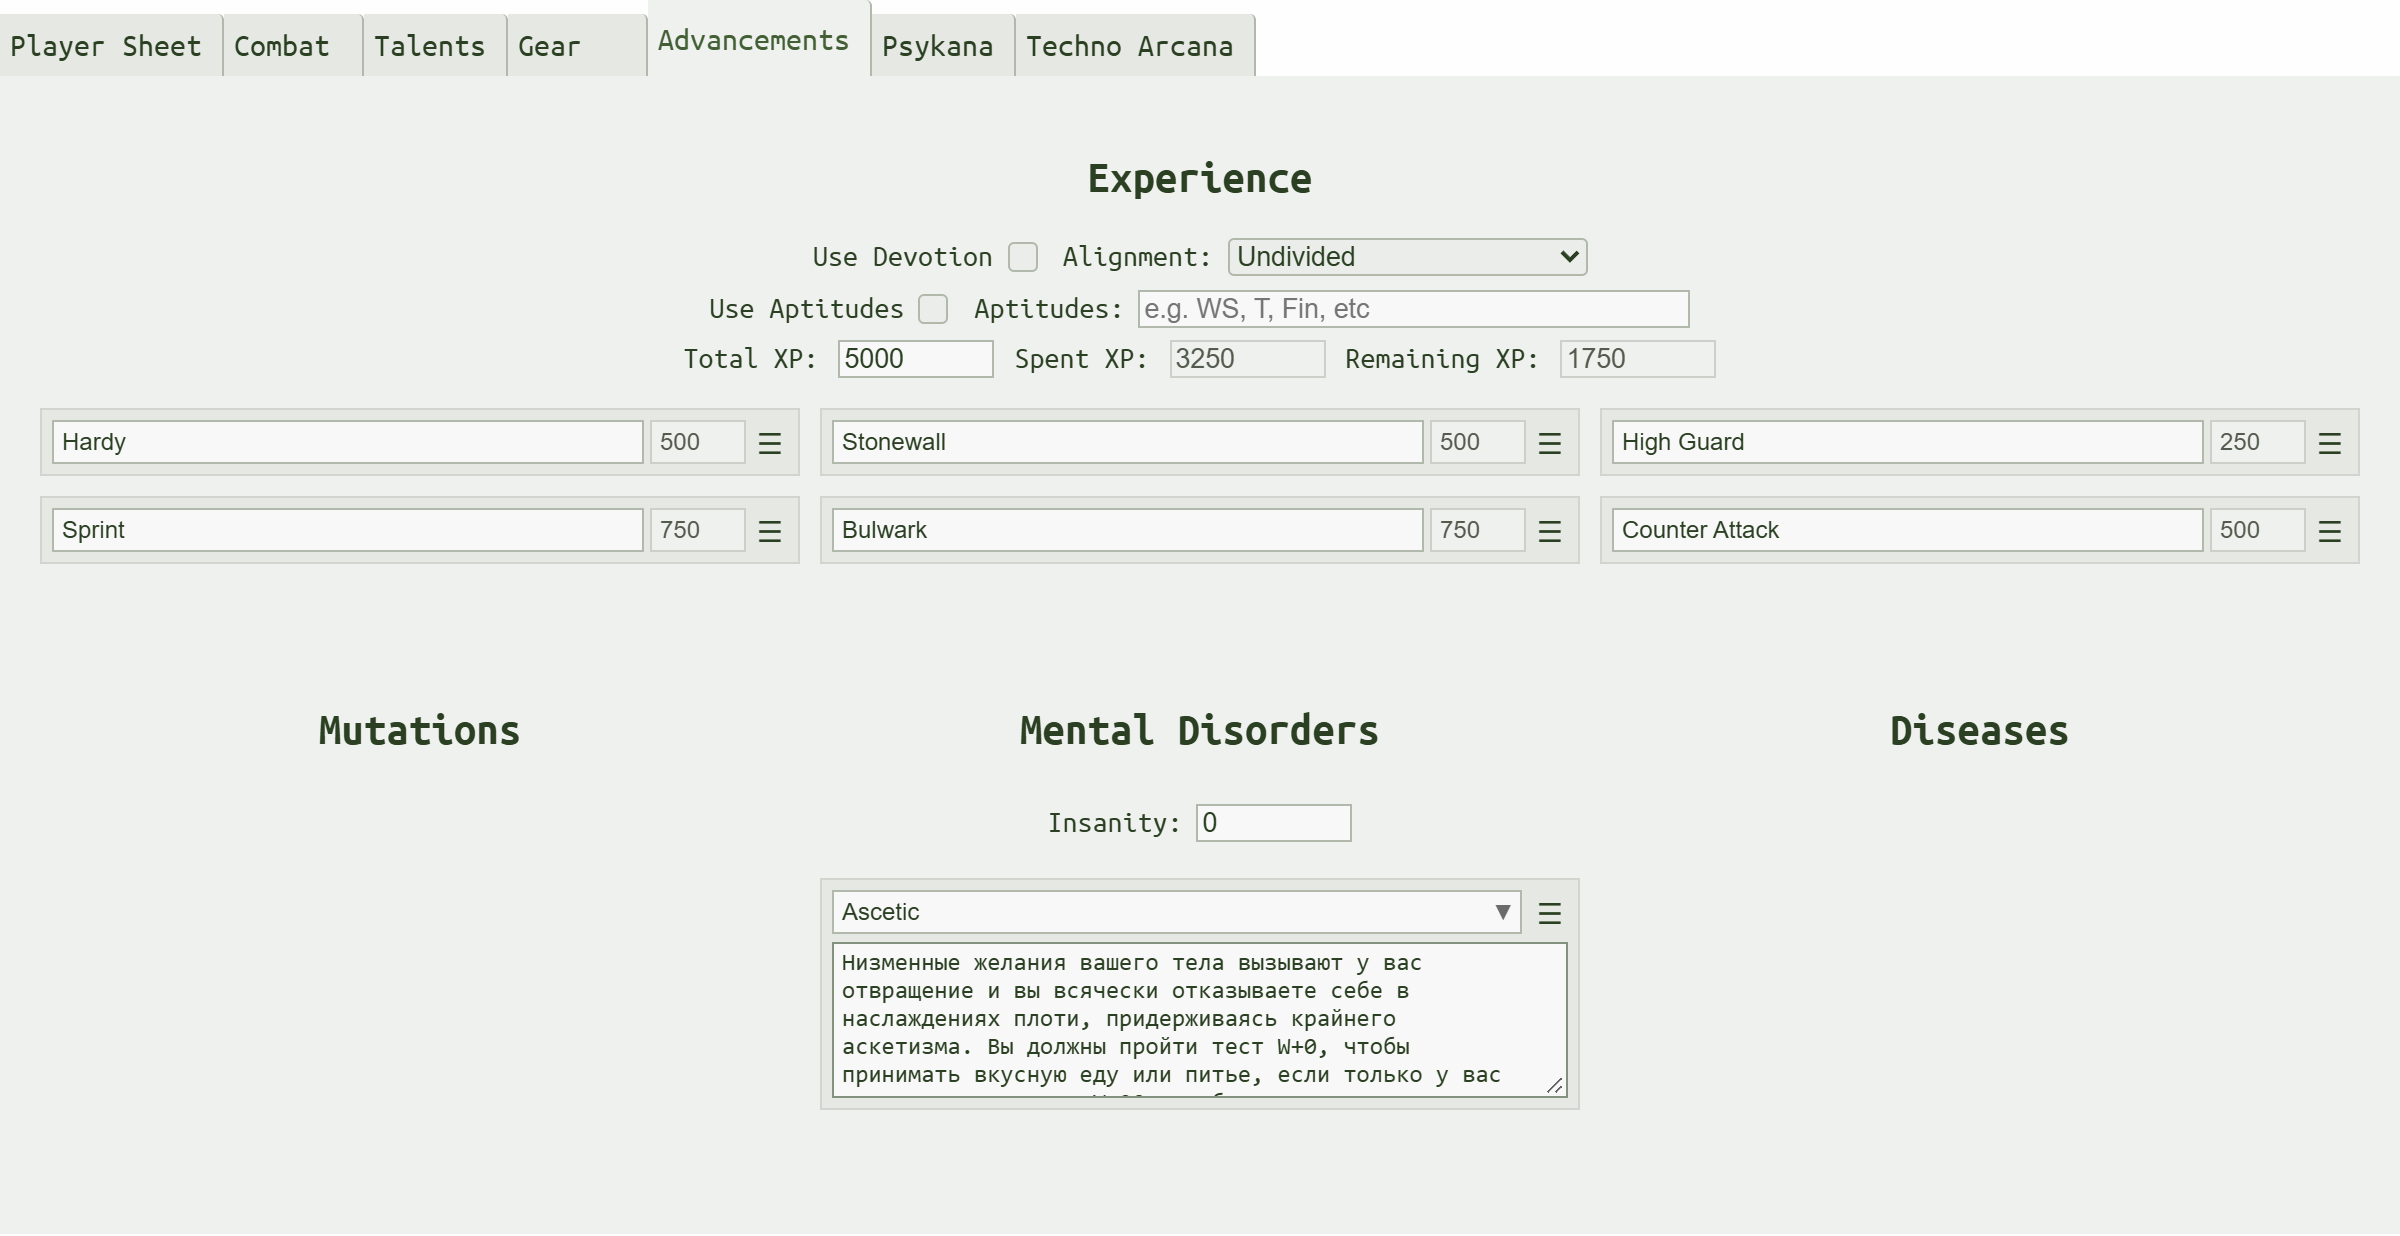 Player Sheet Combat Talents Gear Advancements Psykana Techno Arcana
Experience
Use Devotion Alignment: Undivided
Use Aptitudes Aptitudes: e.g. WS, T, Fin, etc
Total XP: 5000 Spent XP: 3250 Remaining XP: 1750
Hardy 500 Stonewall 500 High Guard 250
Sprint 750 Bulwark 750 Counter Attack 500
Mutations Mental Disorders Diseases
Insanity: 0
Ascetic
Низменные желания вашего тела вызывают у вас
отвращение и вы всячески отказываете себе в
наслаждениях плоти, придерживаясь крайнего
аскетизма. Вы должны пройти тест W+0, чтобы
принимать вкусную еду или питье, если только у вас